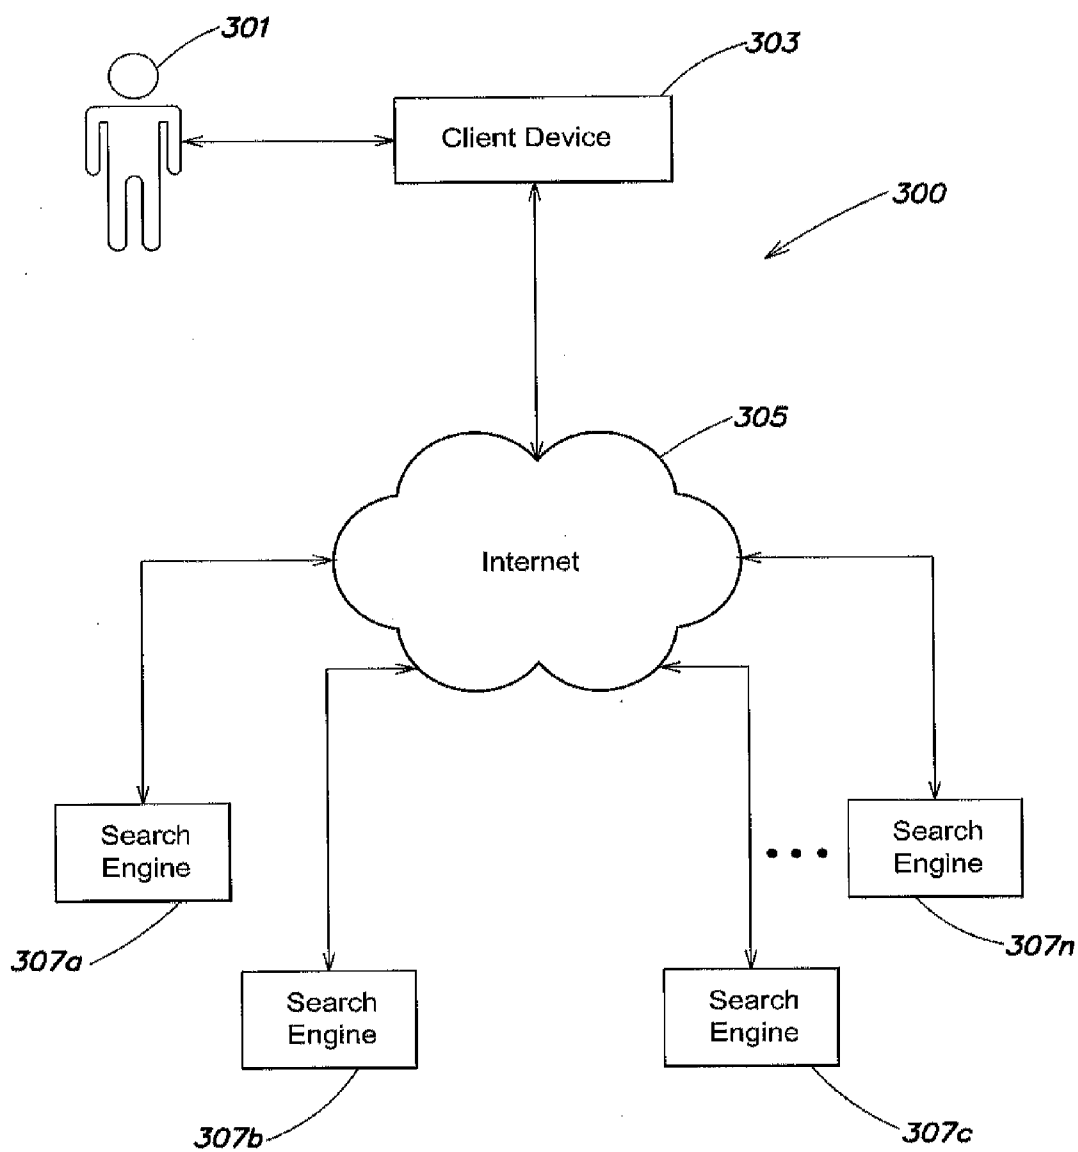 301
303
Client Device
300
305
Internet
Search
Engine
Search
Engine
307a
307n
Search
Engine
Search
Engine
307b
307c